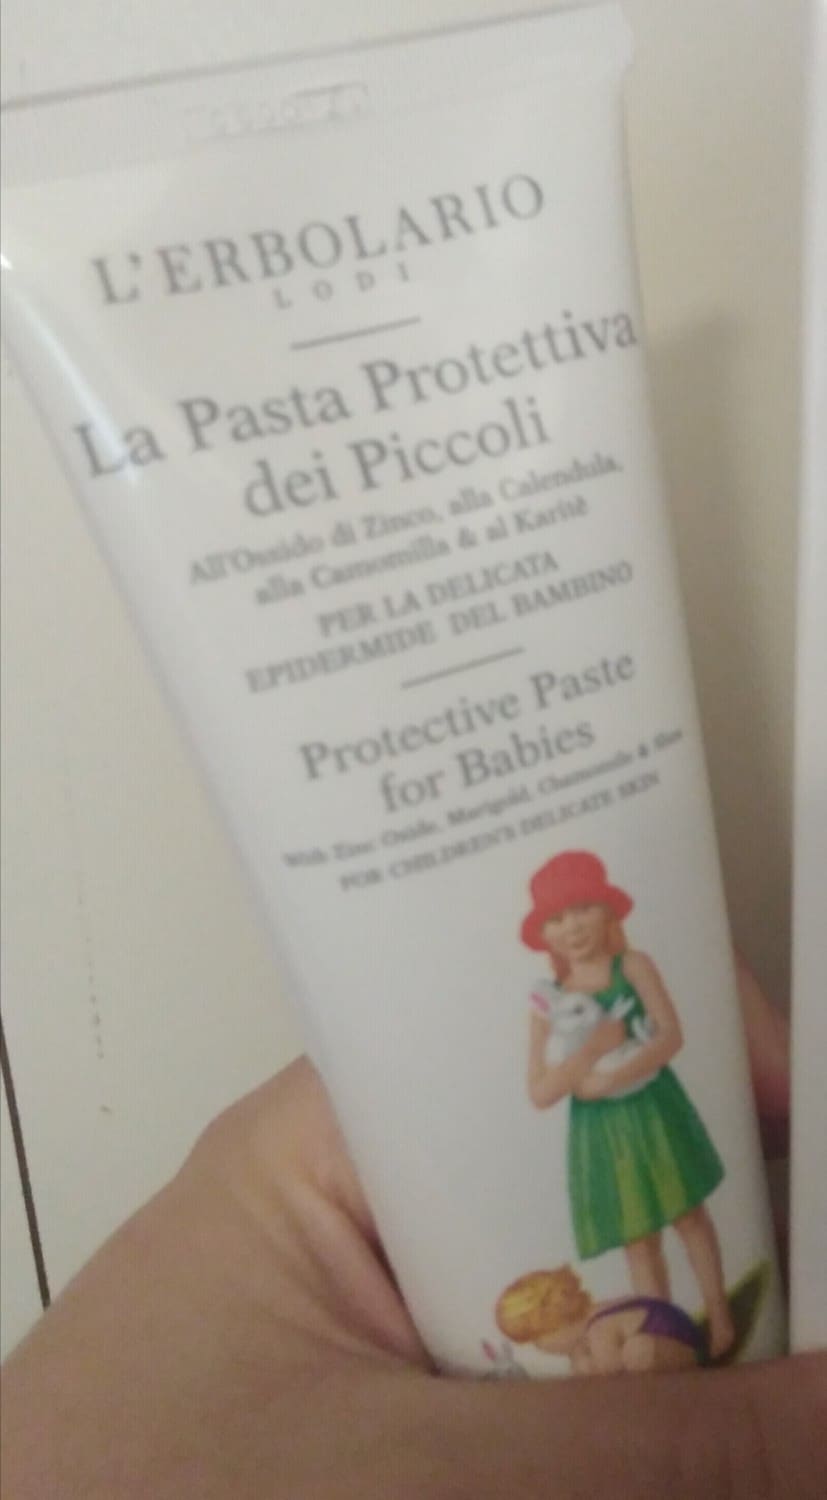 L'ERBOLARIO
LODI
La Pasta Protettiva
dei Piccoli
All'Ossido di Zinco, alla Calendula,
alla Camomilla & al Karitè
PER LA DELICATA
EPIDERMIDE DEL BAMBINO
Protective Paste
for Babies
With Zinc Oxide, Marigold, Chamomile &
FOR CHILDREN'S DELICATE SKIN